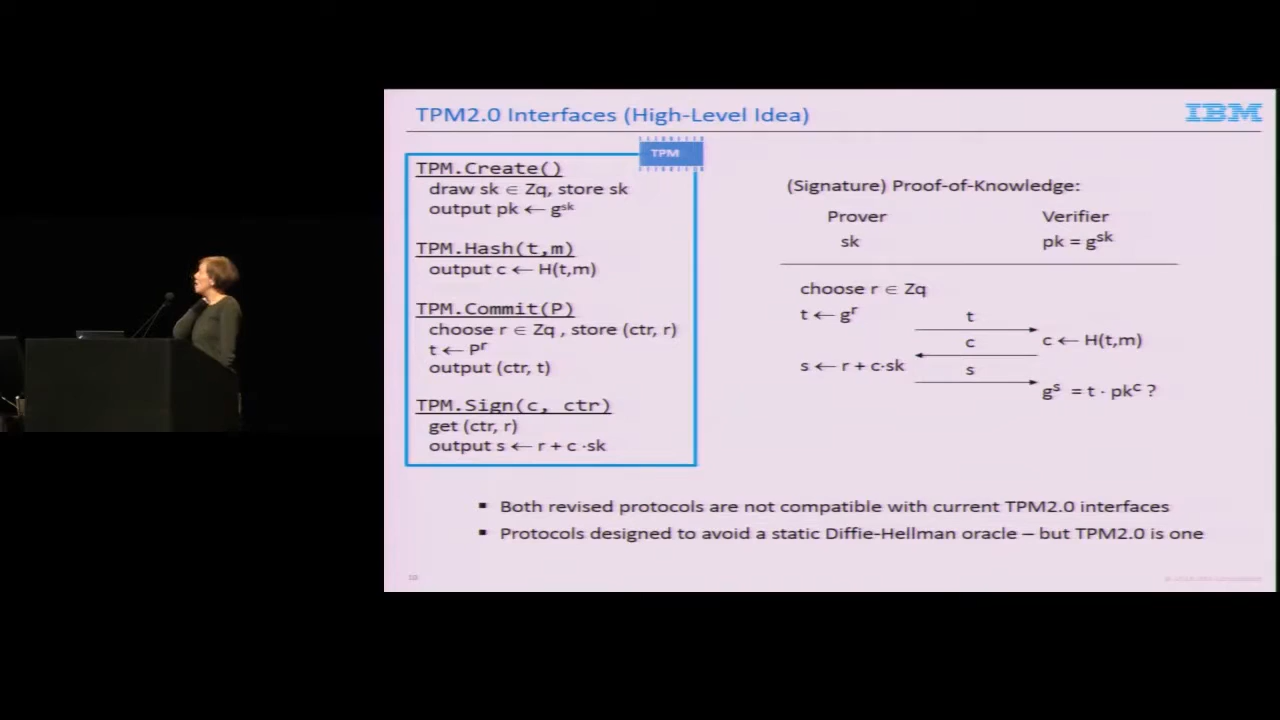 TPM2.0 Interfaces (High-Level Idea)
IBM
TPM
TPM.Create()
draw sk ∈ Zq, store sk
output pk ← g^sk
TPM.Hash(t,m)
output c ← H(t,m)
TPM.Commit(P)
choose r ∈ Zq , store (ctr, r)
t ← P^r
output (ctr, t)
TPM.Sign(c, ctr)
get (ctr, r)
output s ← r + c ·sk
(Signature) Proof-of-Knowledge:
Prover Verifier
sk pk = g^sk
choose r ∈ Zq
t ← g^r
t
c
c ← H(t,m)
s ← r + c·sk
s
g^s = t · pk^c ?
▪ Both revised protocols are not compatible with current TPM2.0 interfaces
▪ Protocols designed to avoid a static Diffie-Hellman oracle – but TPM2.0 is one